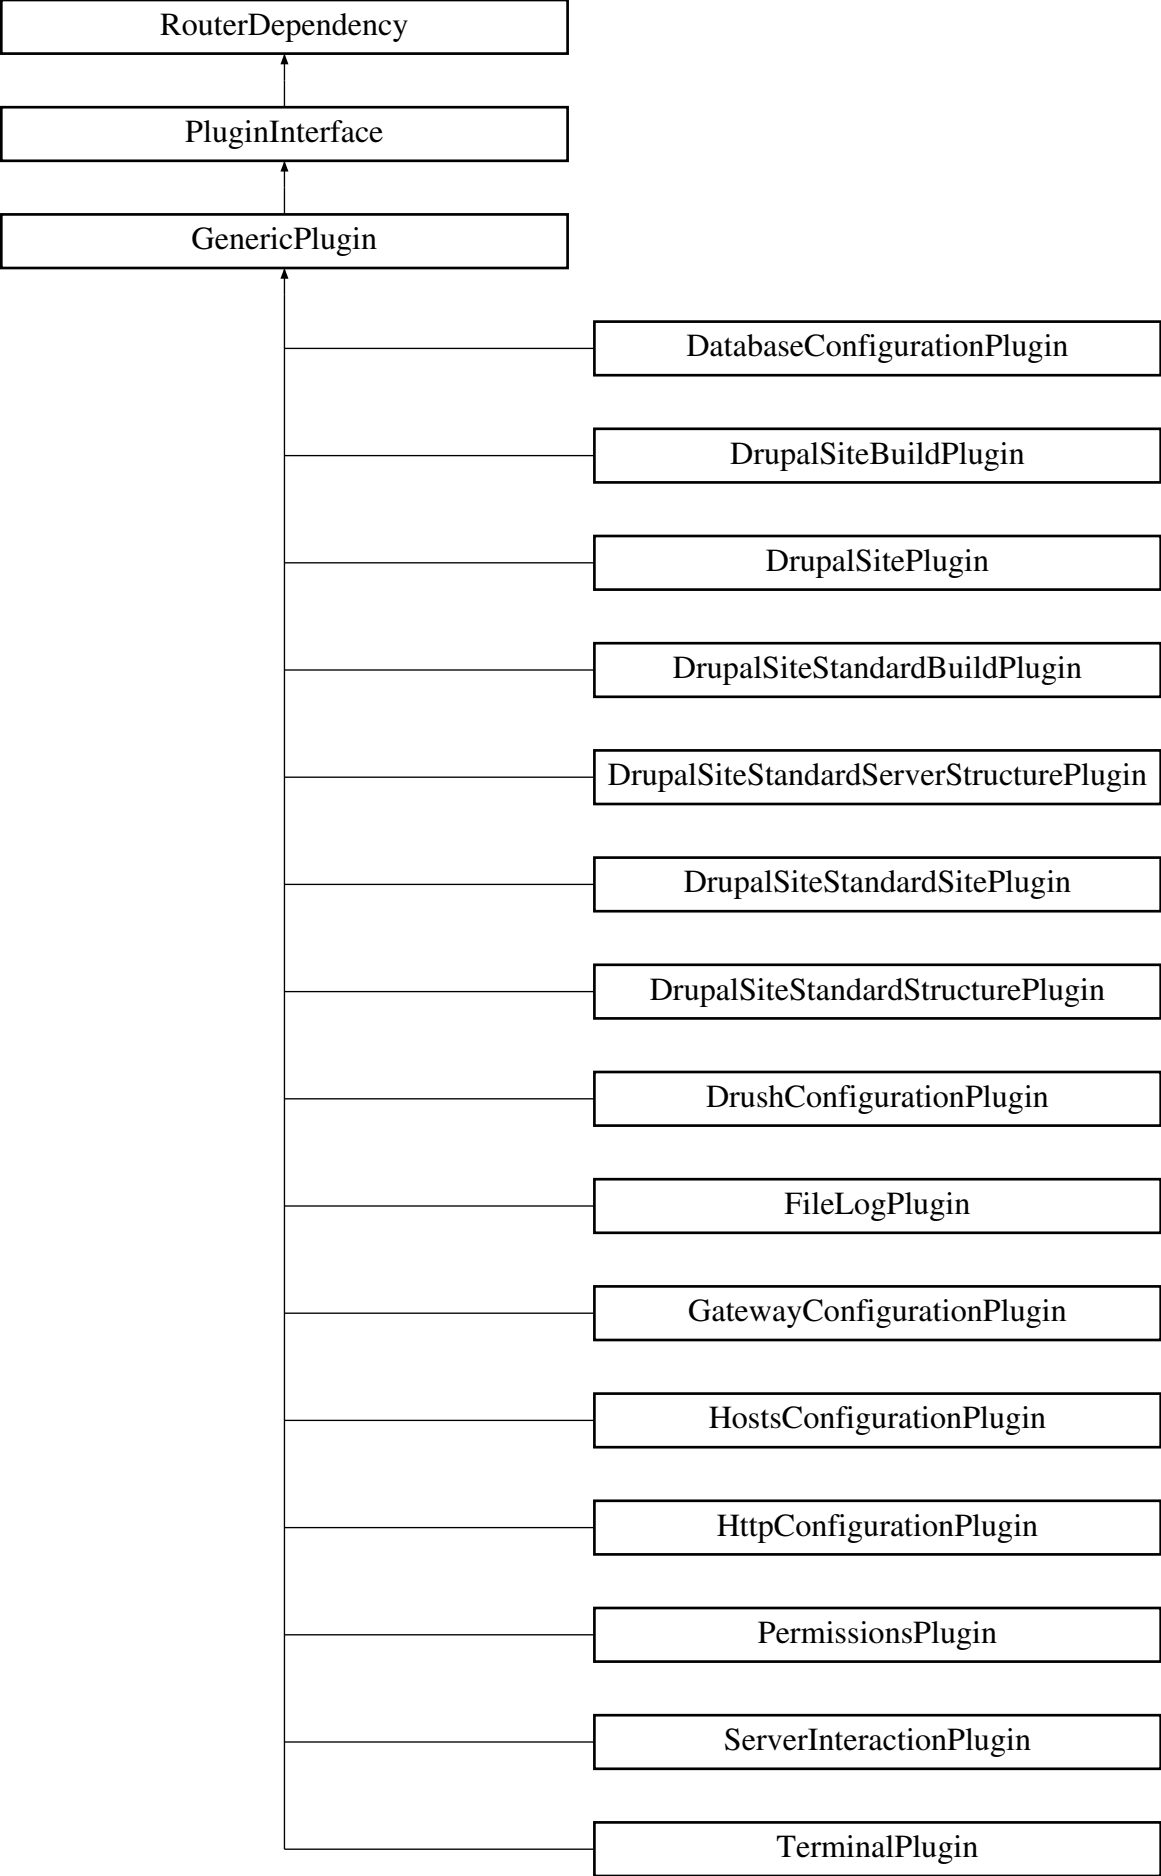 RouterDependency
PluginInterface
GenericPlugin
DatabaseConfigurationPlugin
DrupalSiteBuildPlugin
DrupalSitePlugin
DrupalSiteStandardBuildPlugin
DrupalSiteStandardServerStructurePlugin
DrupalSiteStandardSitePlugin
DrupalSiteStandardStructurePlugin
DrushConfigurationPlugin
FileLogPlugin
GatewayConfigurationPlugin
HostsConfigurationPlugin
HttpConfigurationPlugin
PermissionsPlugin
ServerInteractionPlugin
TerminalPlugin